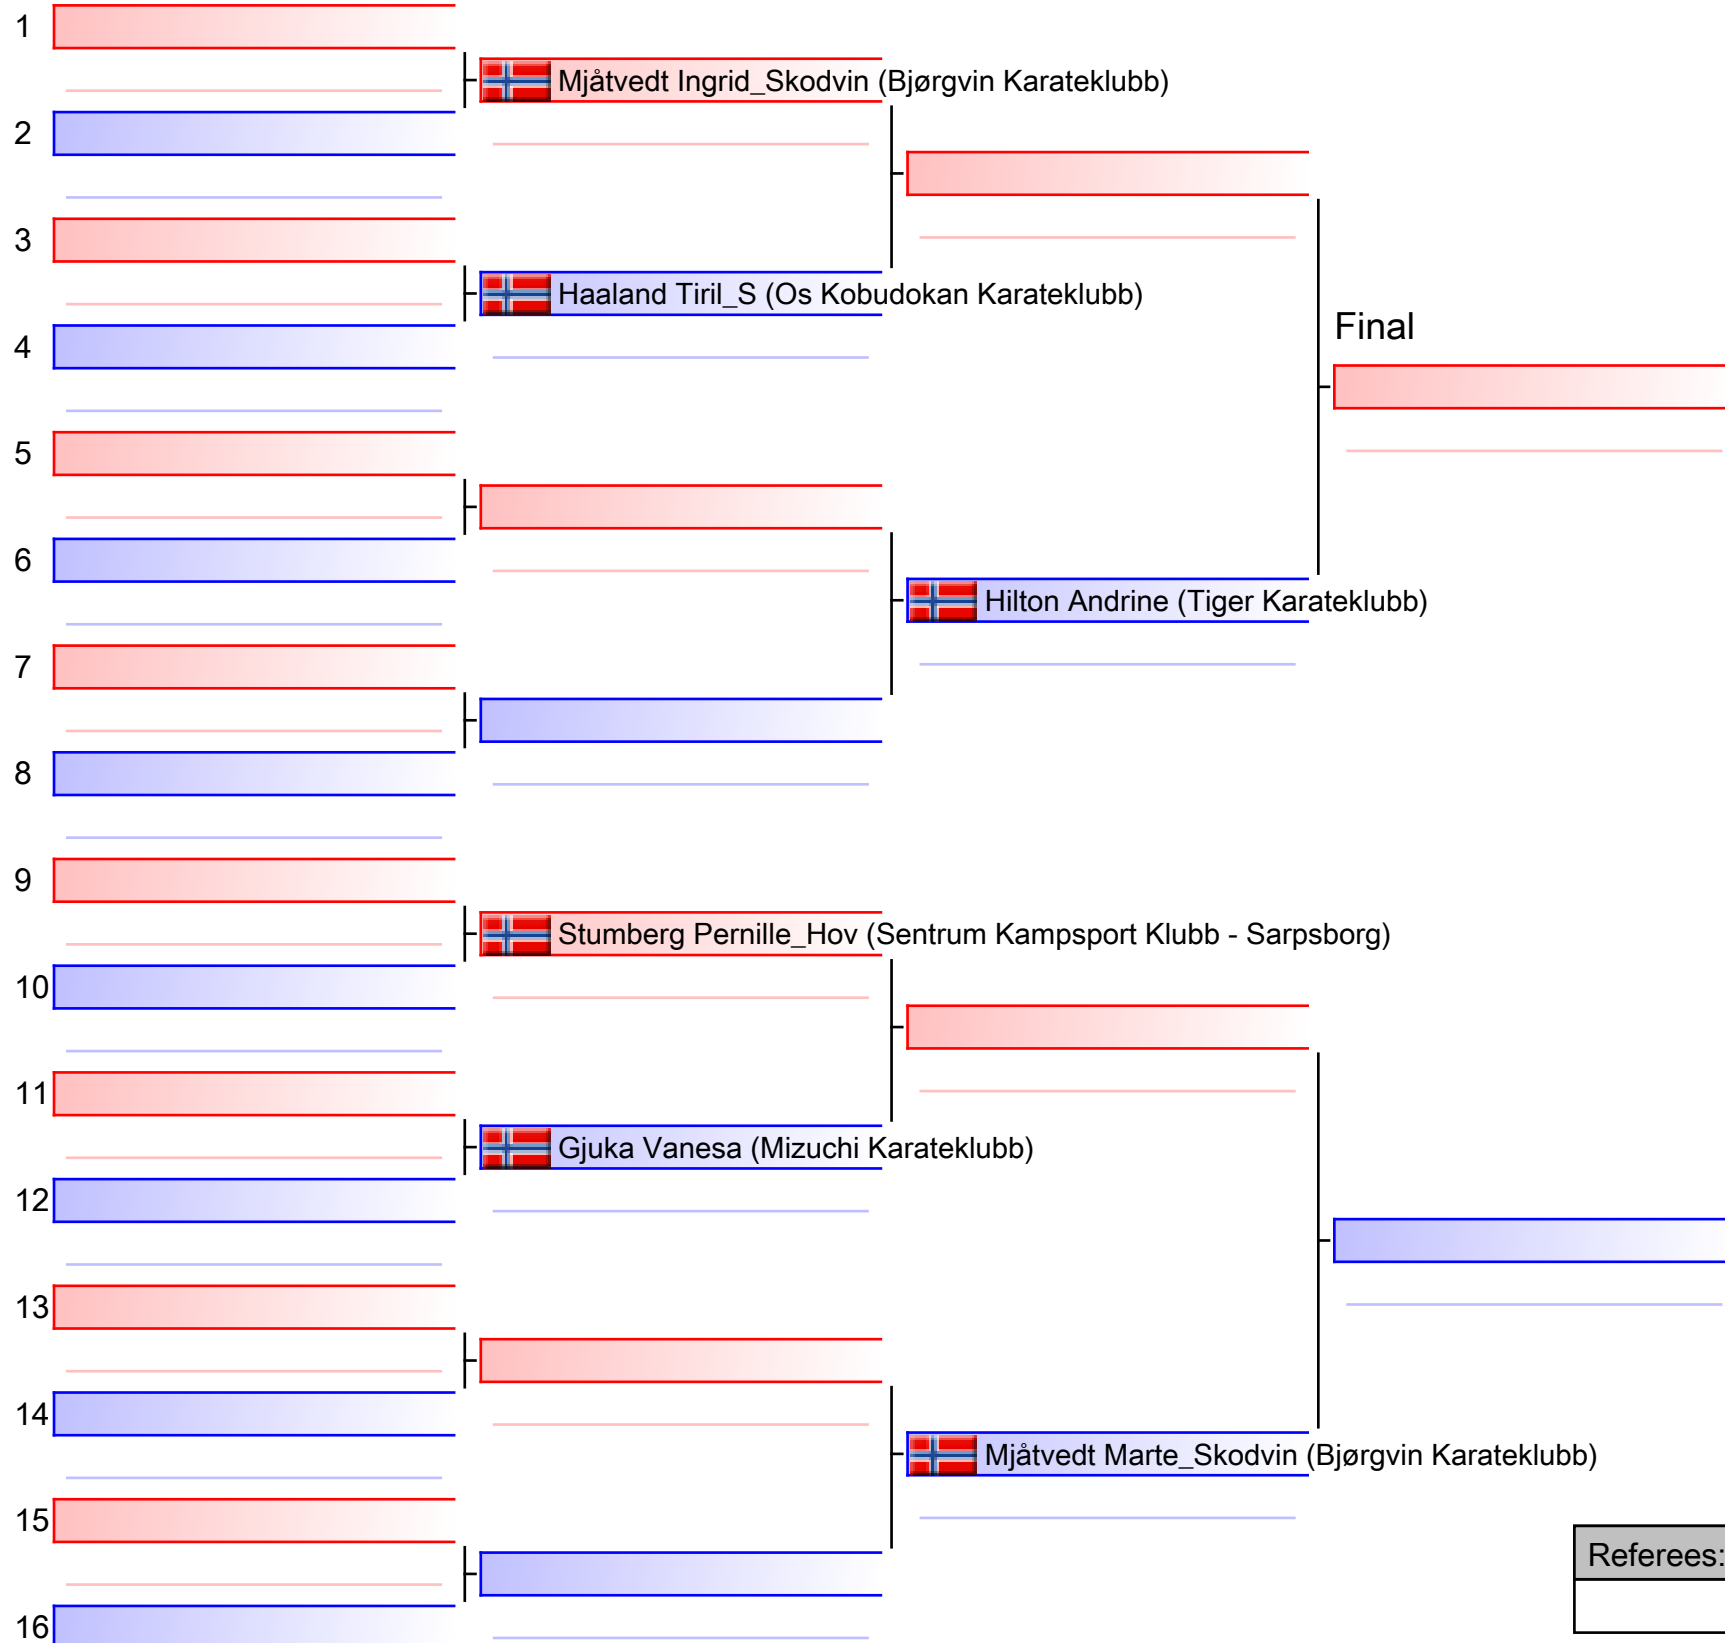 1
Mjåtvedt Ingrid_Skodvin (Bjørgvin Karateklubb)
2
3
Haaland Tiril_S (Os Kobudokan Karateklubb)
Final
4
5
6
Hilton Andrine (Tiger Karateklubb)
7
8
9
Stumberg Pernille_Hov (Sentrum Kampsport Klubb - Sarpsborg)
10
11
Gjuka Vanesa (Mizuchi Karateklubb)
12
13
14
Mjåtvedt Marte_Skodvin (Bjørgvin Karateklubb)
15
Referees:
16